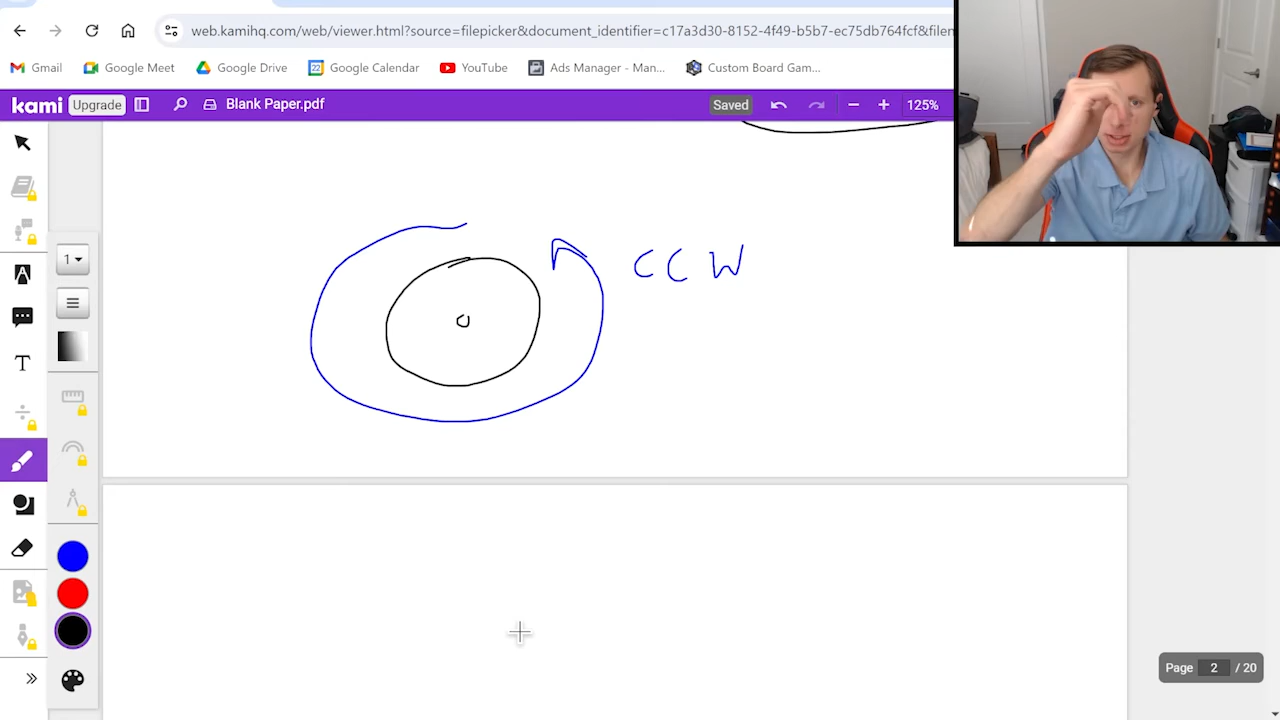 web.kamihq.com/web/viewer.html?source=filepicker&document_identifier=c17a3d30-8152-4f49-b5b7-ec75db764fcf&filen
Gmail Google Meet Google Drive 22 Google Calendar YouTube Ads Manager - Man... Custom Board Gam...
kami Upgrade Blank Paper.pdf Saved 125%
CCW
1
A
T
Page 2 / 20